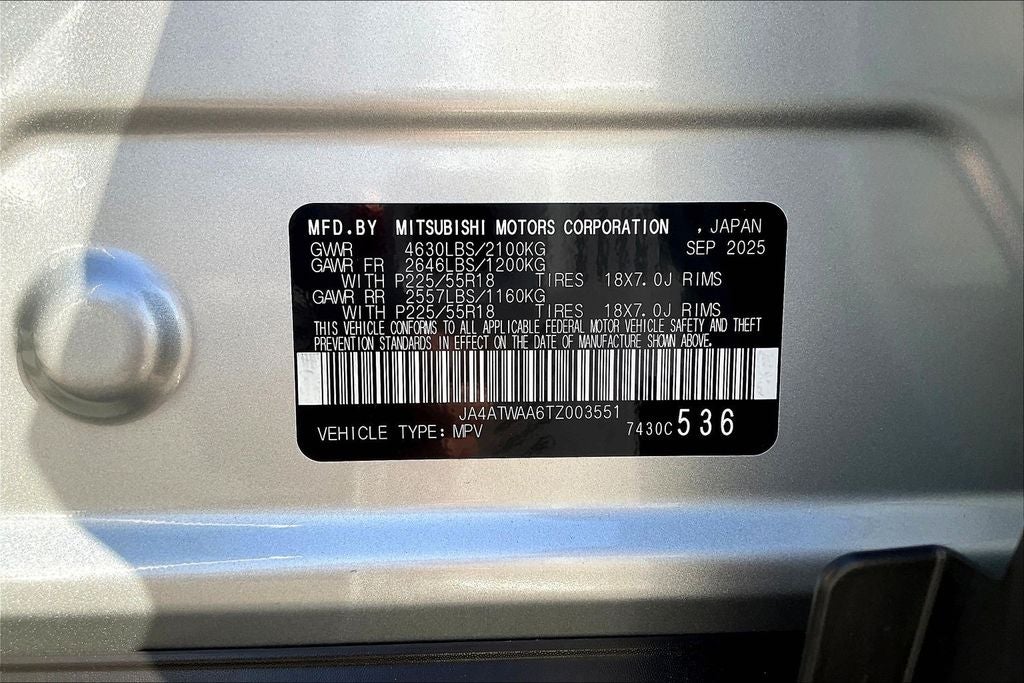 MFD.BY MITSUBISHI MOTORS CORPORATION , JAPAN
SEP 2025
GVWR 4630LBS/2100KG
GAWR FR 2646LBS/1200KG
WITH P225/55R18 TIRES 18X7.0J RIMS
GAWR RR 2557LBS/1160KG
WITH P225/55R18 TIRES 18X7.0J RIMS
THIS VEHICLE CONFORMS TO ALL APPLICABLE FEDERAL MOTOR VEHICLE SAFETY AND THEFT
PREVENTION STANDARDS IN EFFECT ON THE DATE OF MANUFACTURE SHOWN ABOVE.
JA4ATWAA6TZ003551
VEHICLE TYPE: MPV 7430C 536